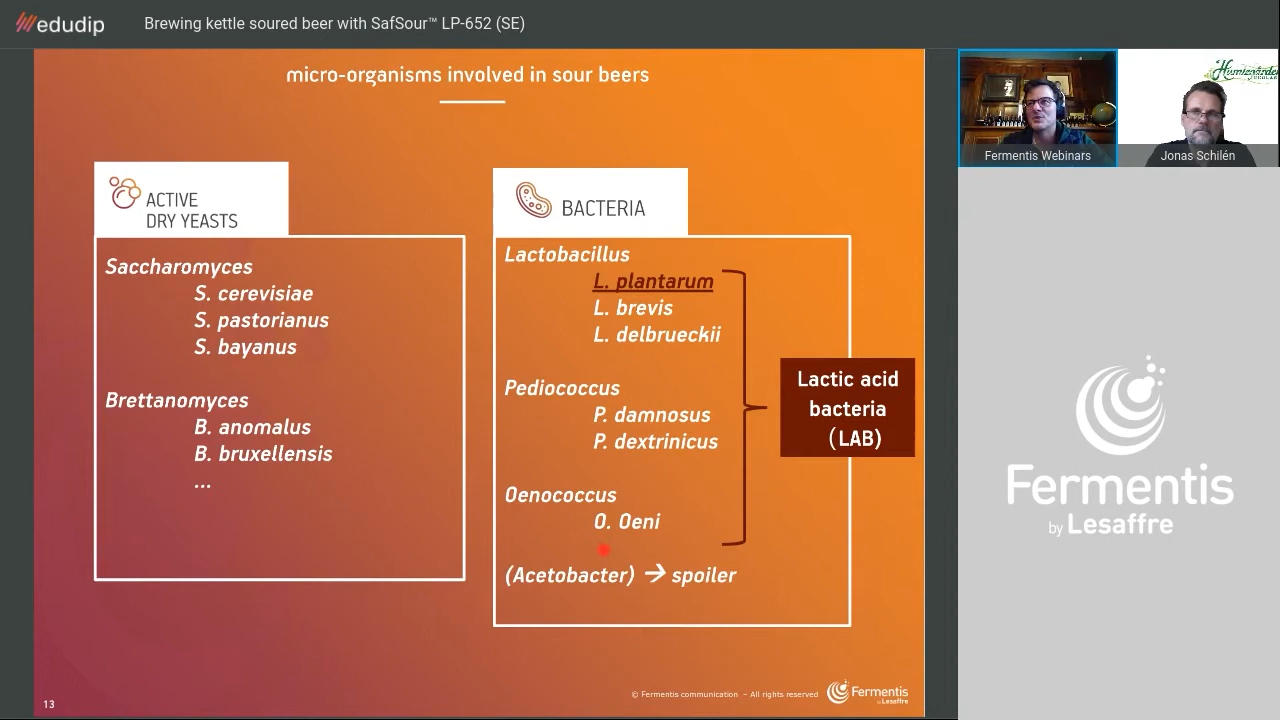 edudip
Brewing kettle soured beer with SafSour™ LP-652 (SE)
micro-organisms involved in sour beers
ACTIVE
DRY YEASTS
Saccharomyces
S. cerevisiae
S. pastorianus
S. bayanus
Brettanomyces
B. anomalus
B. bruxellensis
...
BACTERIA
Lactobacillus
L. plantarum
L. brevis
L. delbrueckii
Pediococcus
P. damnosus
P. dextrinicus
Oenococcus
O. Oeni
(Acetobacter) → spoiler
Lactic acid
bacteria
(LAB)
13
© Fermentis communication – All rights reserved
Fermentis
by Lesaffre
Fermentis Webinars
Jonas Schilén
Fermentis
by Lesaffre